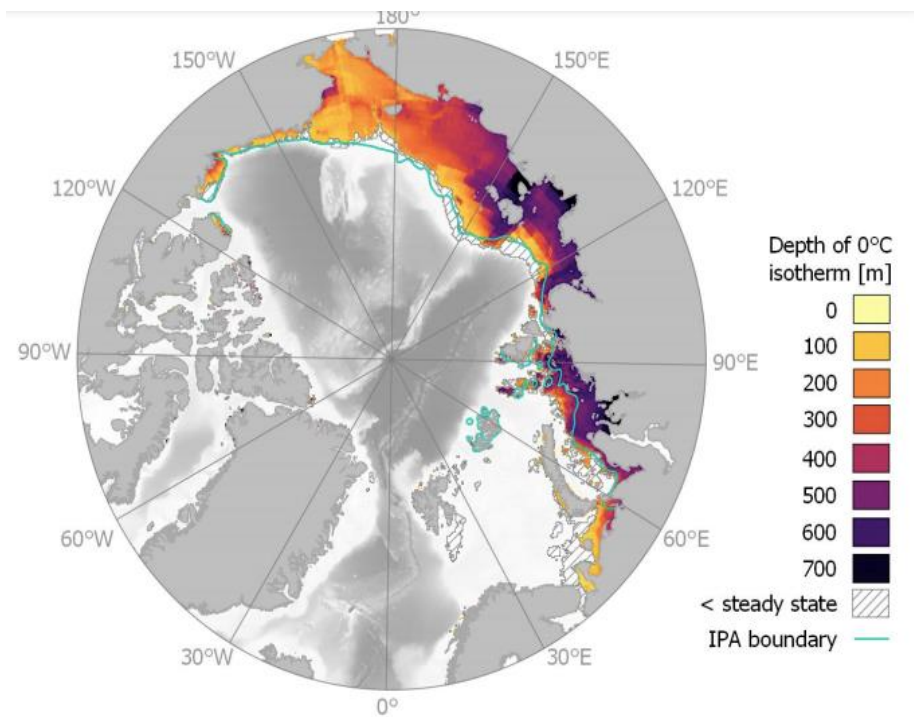 180°
150°W
150°E
120°W
120°E
90°W
90°E
60°W
60°E
30°W
30°E
0°
Depth of 0°C
isotherm [m]
0
100
200
300
400
500
600
700
< steady state
IPA boundary